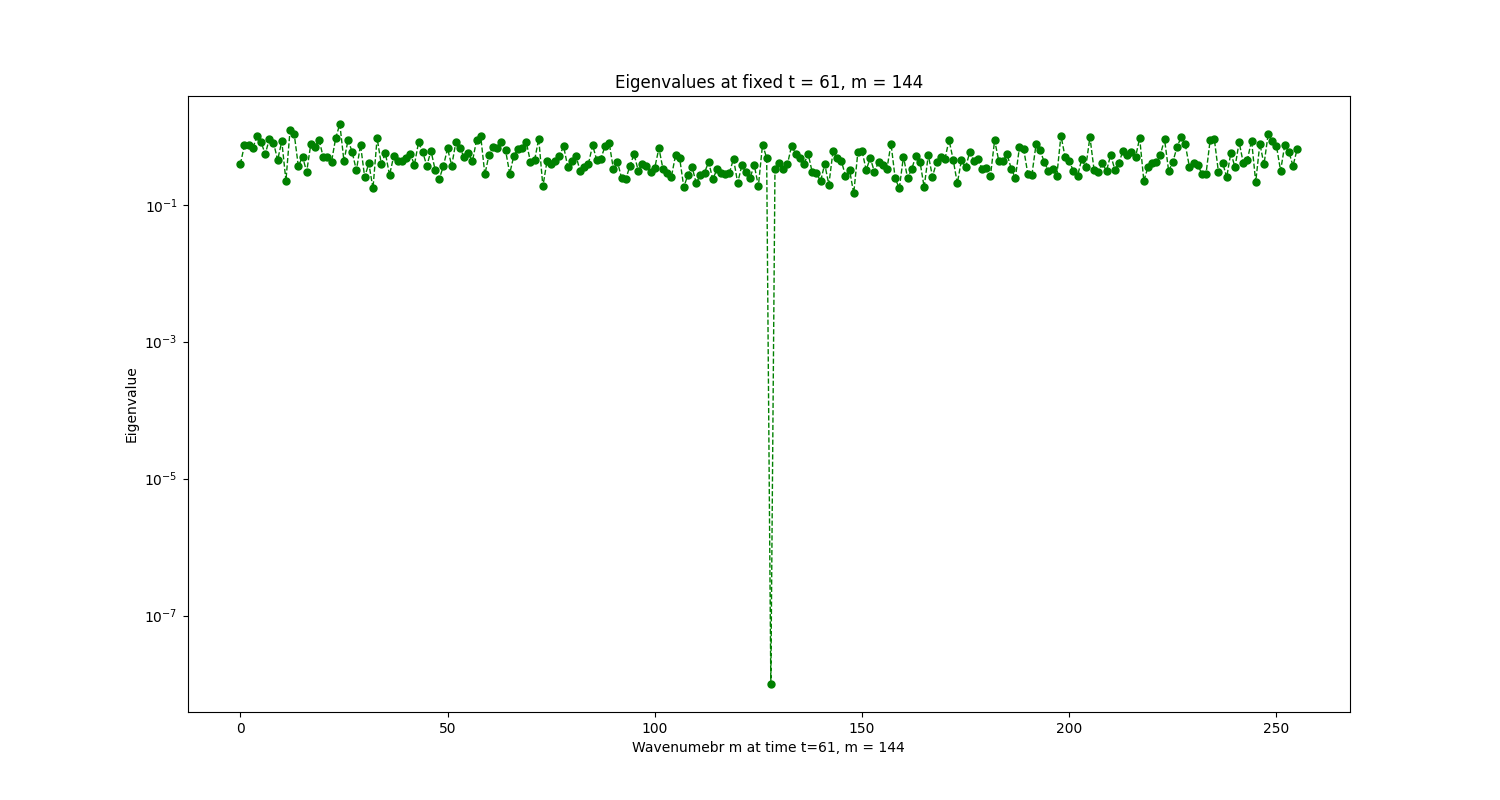 Eigenvalues at fixed t = 61, m = 144
10⁻¹
10⁻³
10⁻⁵
10⁻⁷
Eigenvalue
0 50 100 150 200 250
Wavenumebr m at time t=61, m = 144